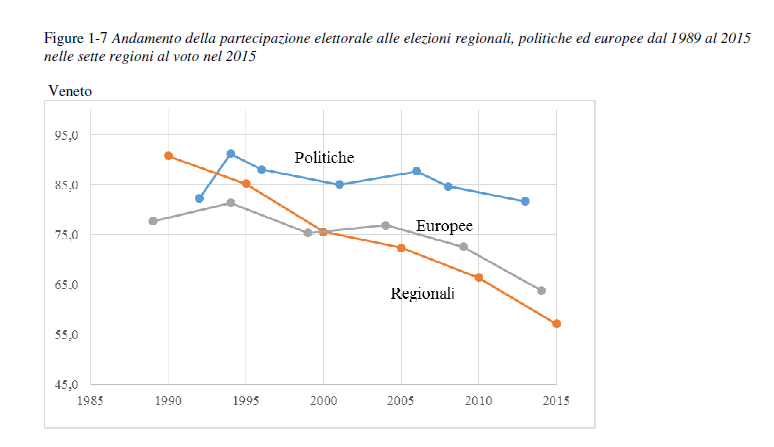 Figure 1-7 Andamento della partecipazione elettorale alle elezioni regionali, politiche ed europee dal 1989 al 2015
nelle sette regioni al voto nel 2015
Veneto
95,0
Politiche
85,0
Europee
75,0
65,0
Regionali
55,0
45,0
1985 1990 1995 2000 2005 2010 2015